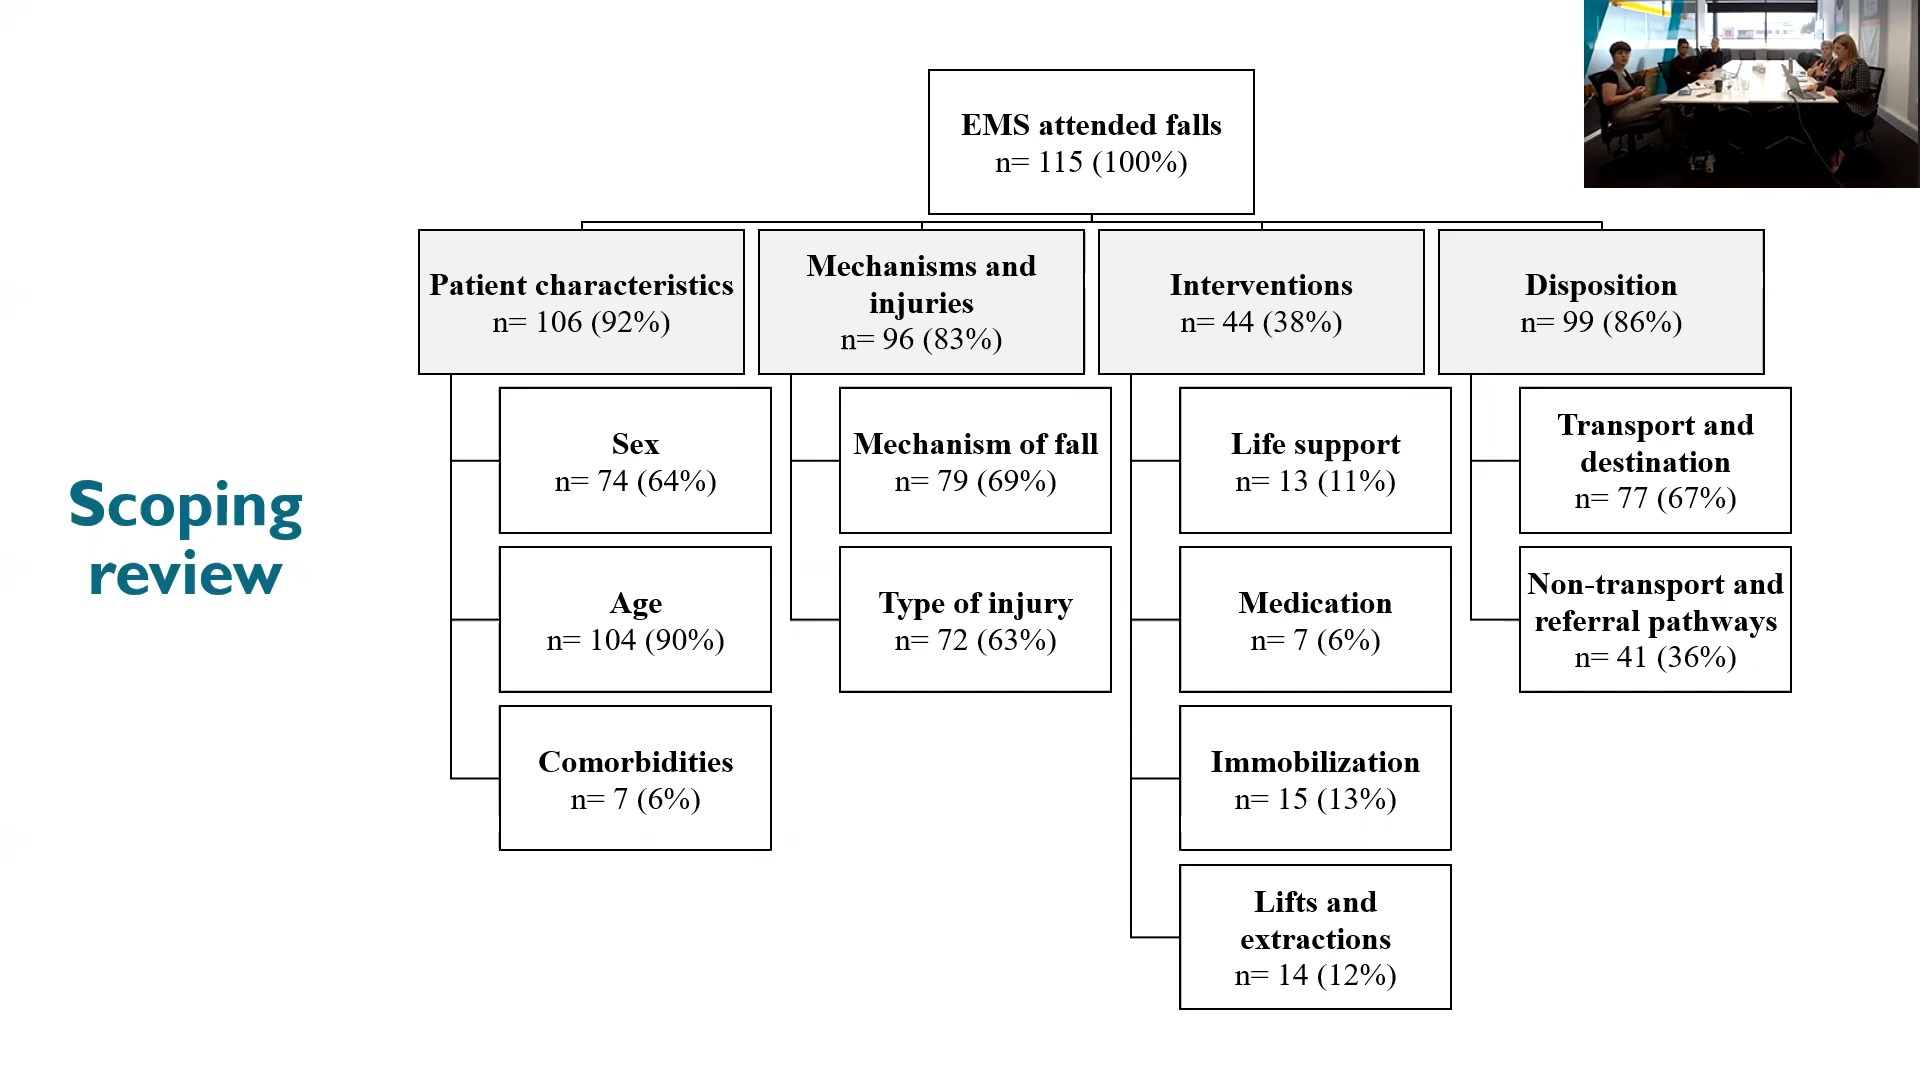 EMS attended falls
n= 115 (100%)
Patient characteristics
n= 106 (92%)
Mechanisms and
injuries
n= 96 (83%)
Interventions
n= 44 (38%)
Disposition
n= 99 (86%)
Sex
n= 74 (64%)
Age
n= 104 (90%)
Comorbidities
n= 7 (6%)
Mechanism of fall
n= 79 (69%)
Type of injury
n= 72 (63%)
Life support
n= 13 (11%)
Medication
n= 7 (6%)
Immobilization
n= 15 (13%)
Lifts and
extractions
n= 14 (12%)
Transport and
destination
n= 77 (67%)
Non-transport and
referral pathways
n= 41 (36%)
Scoping
review